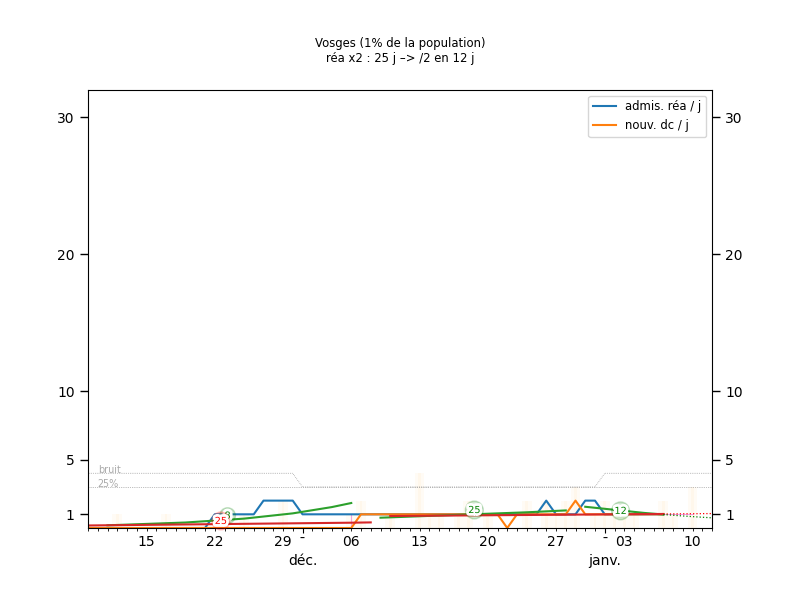 Vosges (1% de la population)
réa x2 : 25 j –> /2 en 12 j
admis. réa / j
nouv. dc / j
30 30
20 20
10 10
5 5
bruit
25%
1 1
25
25
12
15 22 29 - 06 13 20 27 - 03 10
déc. janv.